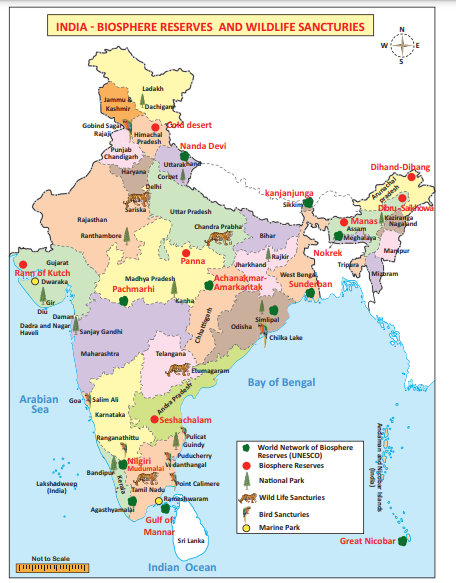 INDIA - BIOSPHERE RESERVES AND WILDLIFE SANCTURIES
N
W
E
S
Ladakh
Jammu &
Kashmir
Dachigam
Gobind Sagar
Rajaji
Cold desert
Himachal
Pradesh
Punjab
Chandigarh
Nanda Devi
Uttarakhand
Corbet
Haryana
Delhi
Sariska
Dihand-Dibang
Arunachal
Pradesh
Dibru-Saikhowa
kanjanjunga
Sikkim
Rajasthan
Uttar Pradesh
Ranthambore
Chandra Prabha
Bihar
Manas
Assam
Kaziranga
Nagaland
Meghalaya
Nokrek
Manipur
Gujarat
Rann of Kutch
Dwaraka
Panna
Jharkhand
Rajkir
Tripura
Mizoram
Madhya Pradesh
Pachmarhi
Achanakmar-
Amarkantak
West Bengal
Sunderban
Gir
Diu
Kanha
Daman
Dadra and Nagar
Haveli
Sanjay Gandhi
Chhattisgarh
Simlipal
Odisha
Chilka Lake
Maharashtra
Telangana
Etumagaram
Bay of Bengal
Arabian
Sea
Goa
Salim Ali
Karnataka
Andra Pradesh
Seshachalam
Ranganathittu
Pulicat
Guindy
Puducherry
Vedanthangal
Nilgiri
Mudumalai
Bandipur
Point Calimere
Kerala
Tamil Nadu
Rameshwaram
Lakshadweep
(India)
Agasthyamalai
Gulf of
Mannar
Sri Lanka
World Network of Biosphere
Reserves (UNESCO)
Biosphere Reserves
National Park
Wild Life Sancturies
Bird Sancturies
Marine Park
Andaman and Nicobar Islands
(India)
Great Nicobar
Not to Scale
Indian Ocean